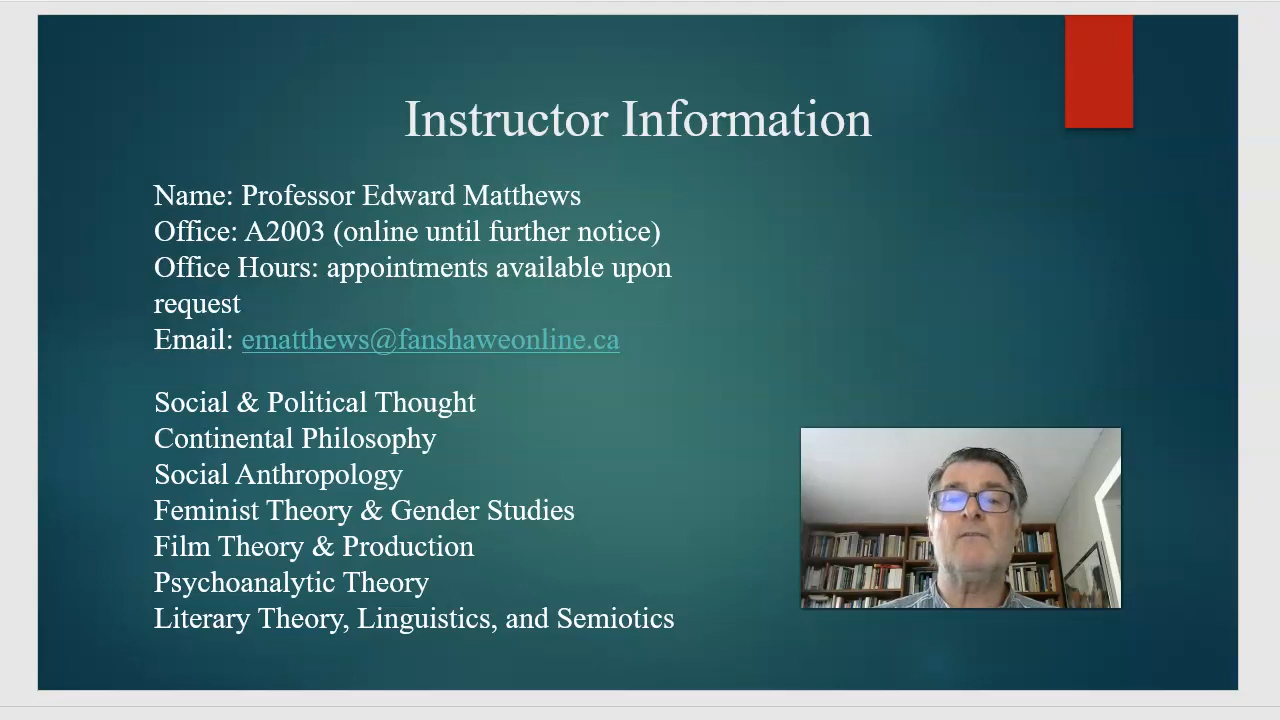 Instructor Information
Name: Professor Edward Matthews
Office: A2003 (online until further notice)
Office Hours: appointments available upon
request
Email: ematthews@fanshaweonline.ca
Social & Political Thought
Continental Philosophy
Social Anthropology
Feminist Theory & Gender Studies
Film Theory & Production
Psychoanalytic Theory
Literary Theory, Linguistics, and Semiotics